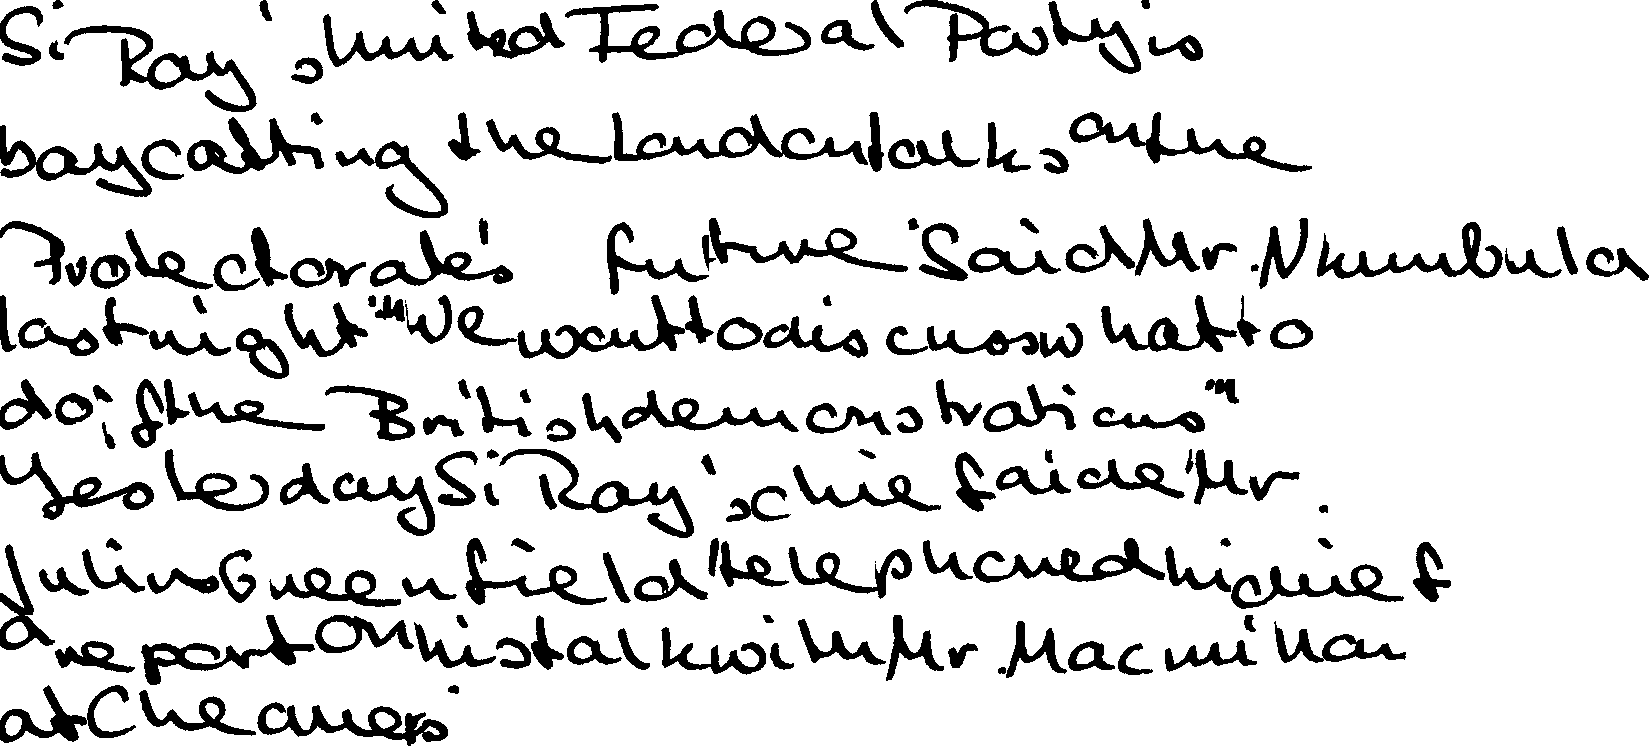 Si Ray's United Federal Party is
boycotting the London talks on the
Protectorate's future Said Mr. Nkumbula
last night "We want to discuss what to
do if the British demonstrations"
Yesterday Si Ray's chief aide Mr.
Julius Greenfield telephoned hi chief
a report on his talk with Mr. Macmillan
at Chequers